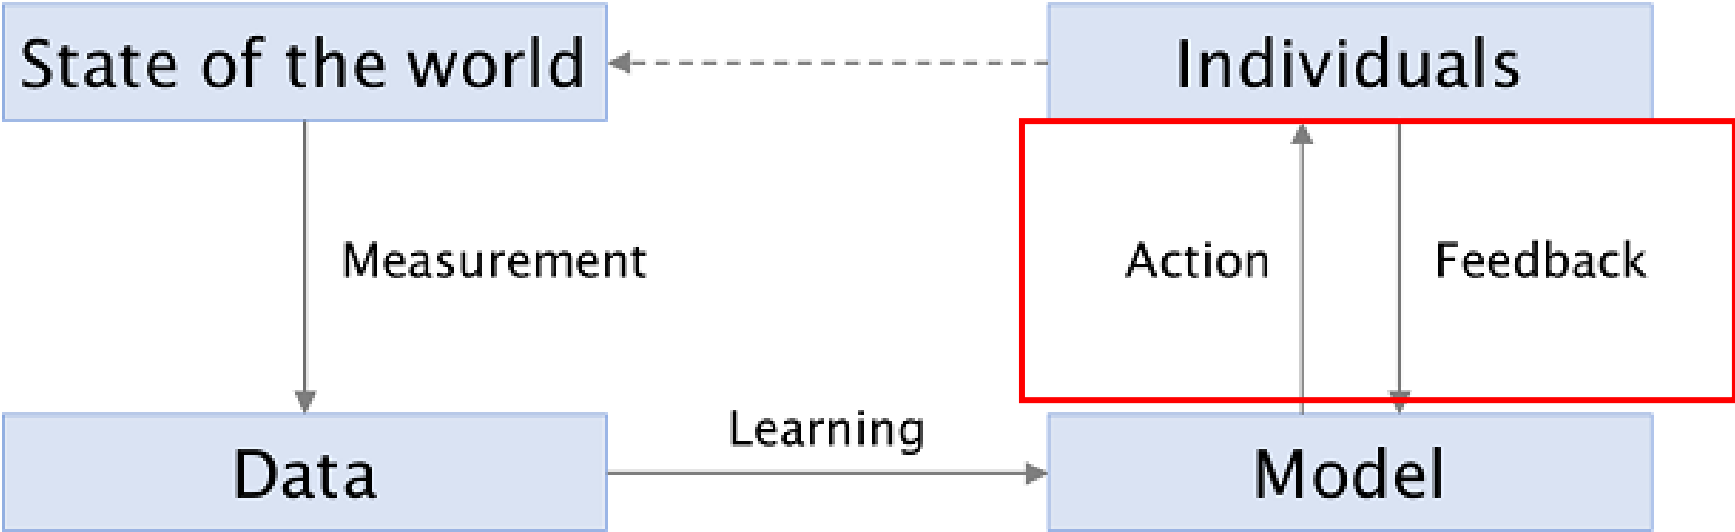 State of the world
Individuals
Measurement
Action
Feedback
Learning
Data
Model